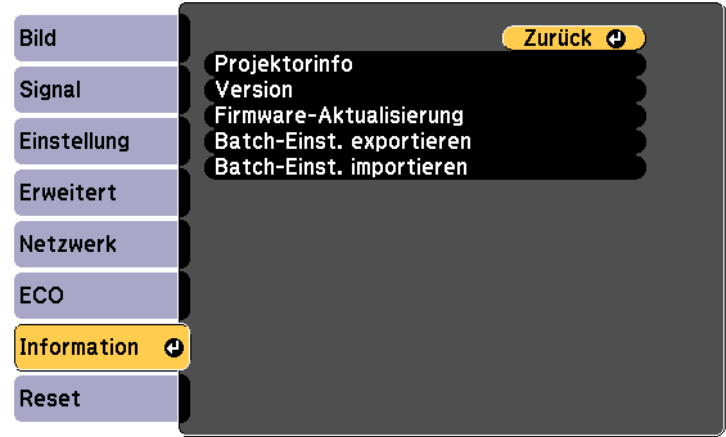 Bild
Signal
Einstellung
Erweitert
Netzwerk
ECO
Information
Reset
Zurück
Projektorinfo
Version
Firmware-Aktualisierung
Batch-Einst. exportieren
Batch-Einst. importieren